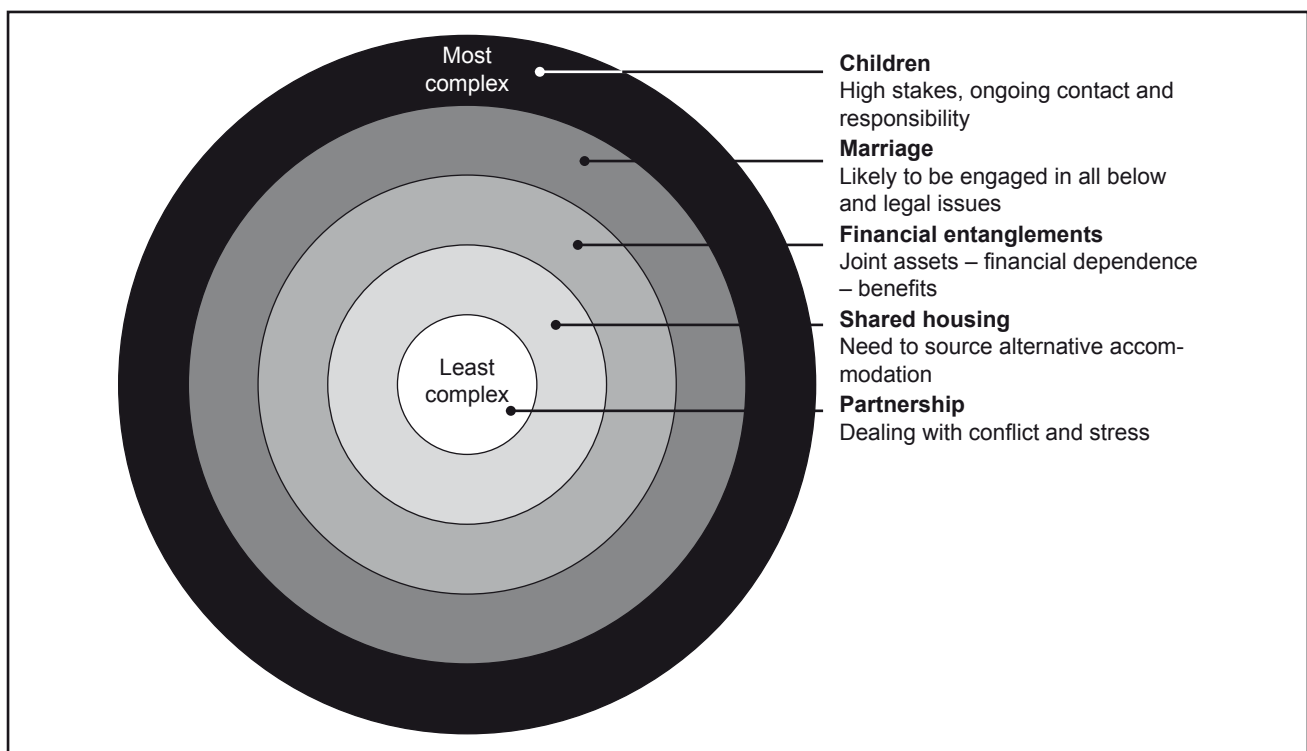 Most
complex
Children
High stakes, ongoing contact and
responsibility
Marriage
Likely to be engaged in all below
and legal issues
Financial entanglements
Joint assets – financial dependence
– benefits
Shared housing
Need to source alternative accom-
modation
Least
complex
Partnership
Dealing with conflict and stress